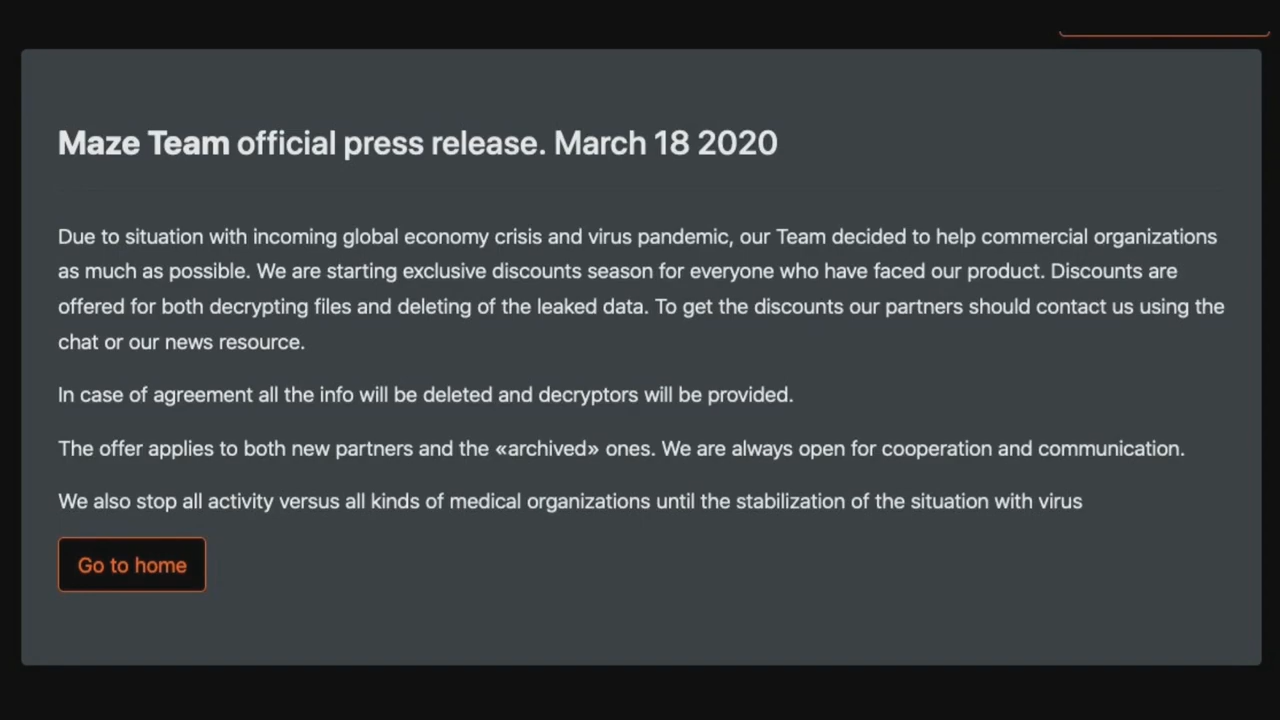 Maze Team official press release. March 18 2020
Due to situation with incoming global economy crisis and virus pandemic, our Team decided to help commercial organizations
as much as possible. We are starting exclusive discounts season for everyone who have faced our product. Discounts are
offered for both decrypting files and deleting of the leaked data. To get the discounts our partners should contact us using the
chat or our news resource.
In case of agreement all the info will be deleted and decryptors will be provided.
The offer applies to both new partners and the «archived» ones. We are always open for cooperation and communication.
We also stop all activity versus all kinds of medical organizations until the stabilization of the situation with virus
Go to home